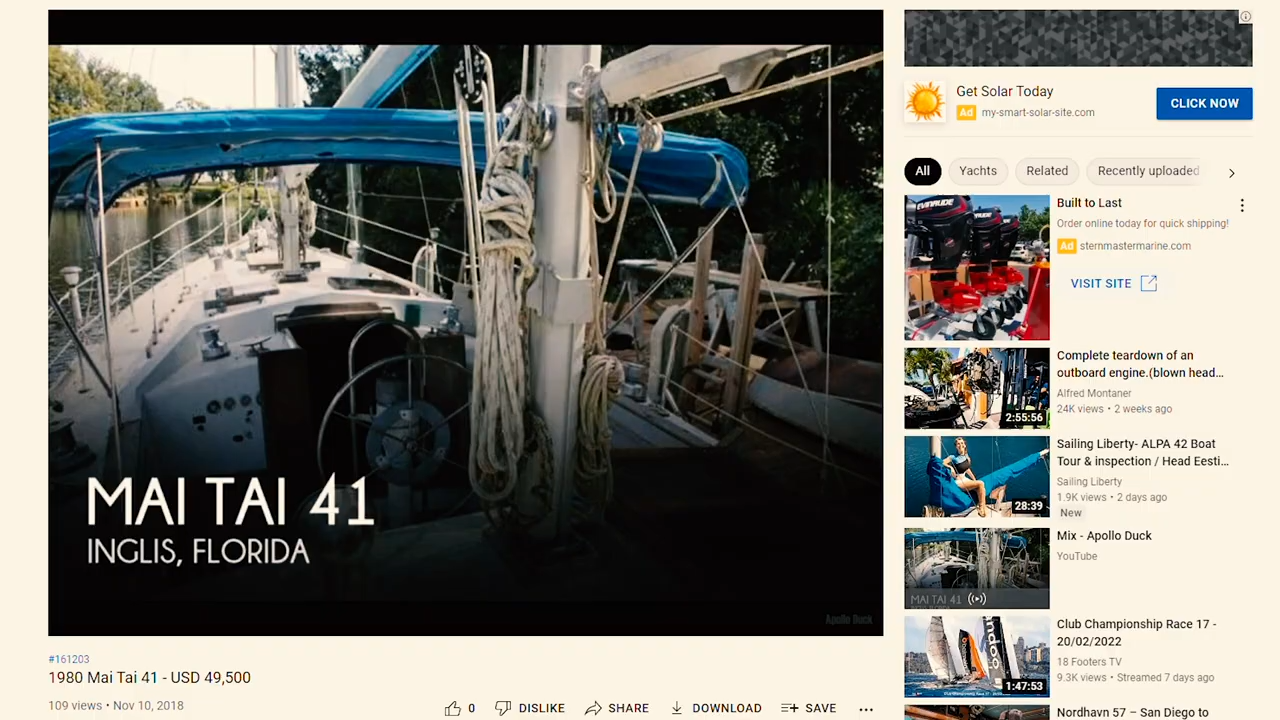 MAI TAI 41
INGLIS, FLORIDA
Apollo Duck
#161203
1980 Mai Tai 41 - USD 49,500
109 views • Nov 10, 2018
0
DISLIKE
SHARE
DOWNLOAD
SAVE
Get Solar Today
Ad my-smart-solar-site.com
CLICK NOW
All
Yachts
Related
Recently uploaded
EVINRUDE
Built to Last
Order online today for quick shipping!
Ad sternmastermarine.com
VISIT SITE
2:55:56
Complete teardown of an
outboard engine.(blown head...
Alfred Montaner
24K views • 2 weeks ago
28:39
Sailing Liberty- ALPA 42 Boat
Tour & inspection / Head Eesti...
Sailing Liberty
1.9K views • 2 days ago
New
MAI TAI 41
Mix - Apollo Duck
YouTube
1:47:53
Club Championship Race 17 -
20/02/2022
18 Footers TV
9.3K views • Streamed 7 days ago
Nordhavn 57 – San Diego to